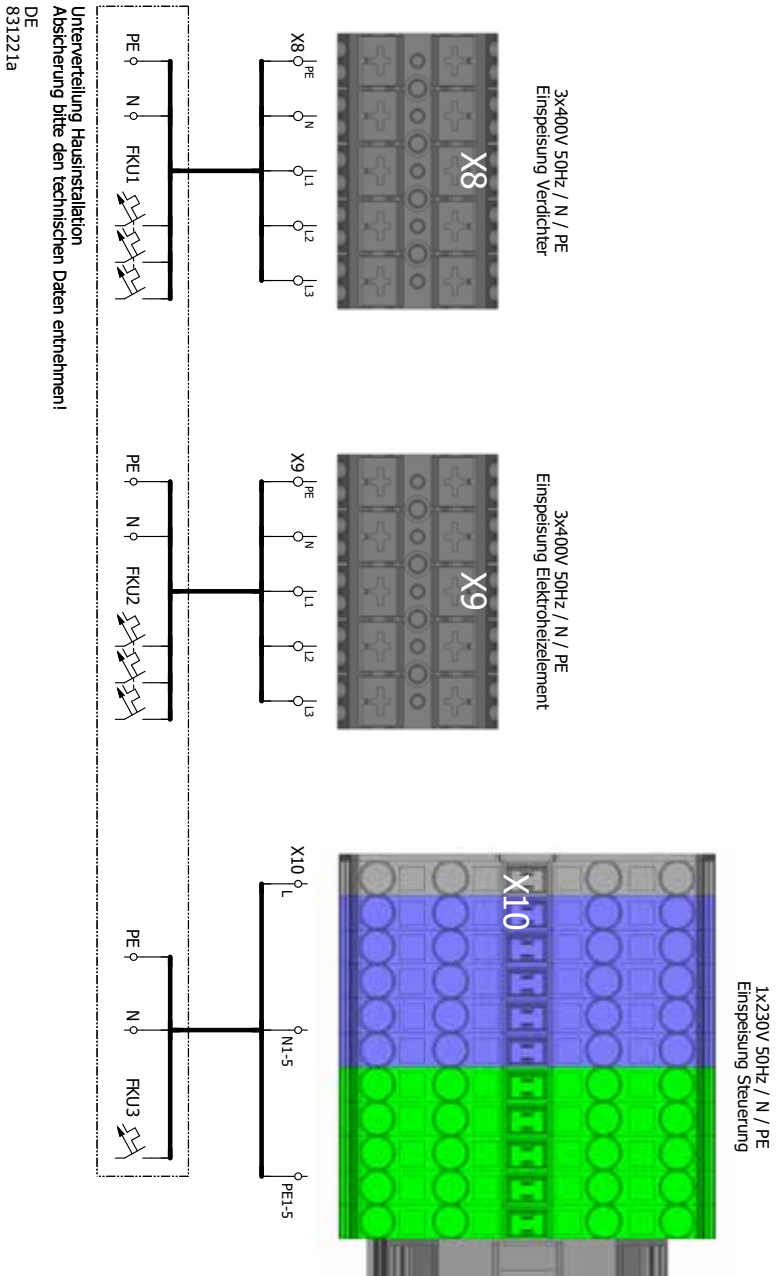 3x400V 50Hz / N / PE
Einspeisung Verdichter
X8
X8
PE
N
L1
L2
L3
PE
N
FKU1
3x400V 50Hz / N / PE
Einspeisung Elektroheizelement
X9
X9
PE
N
L1
L2
L3
PE
N
FKU2
1x230V 50Hz / N / PE
Einspeisung Steuerung
X10
X10
L
N1-5
PE1-5
PE
N
FKU3
Unterverteilung Hausinstallation
Absicherung bitte den technischen Daten entnehmen!
DE
831221a